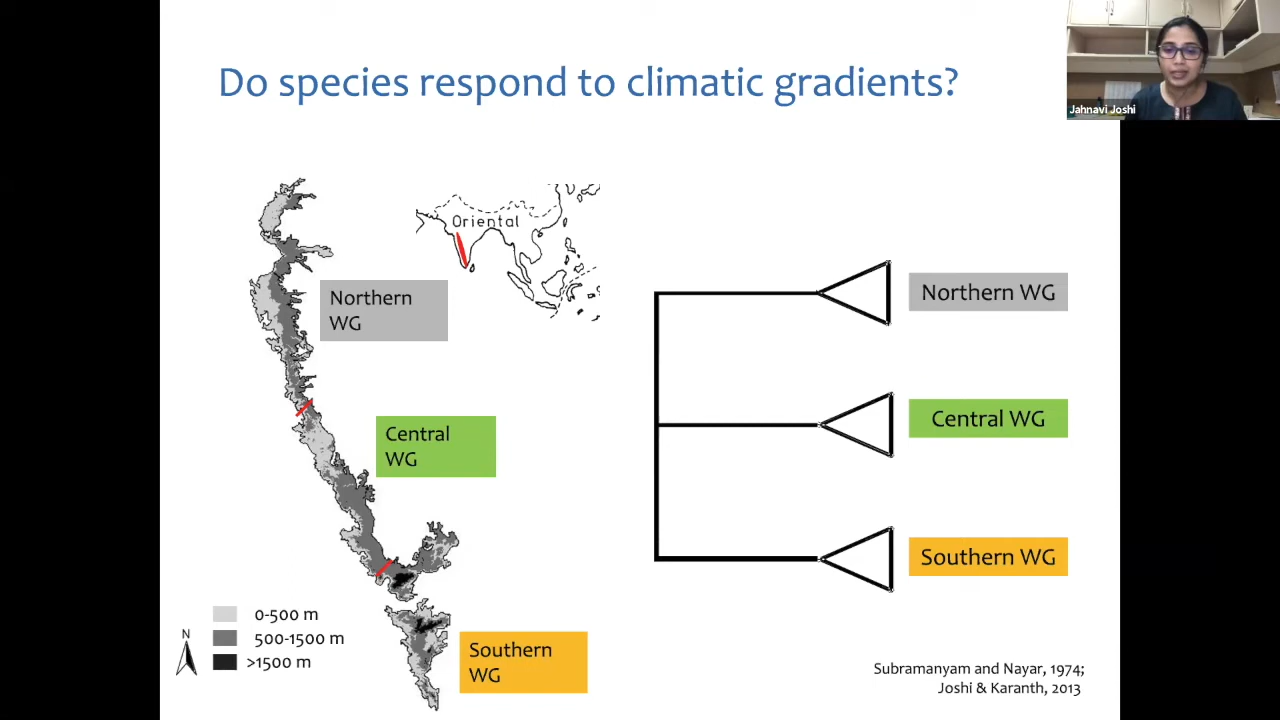 Do species respond to climatic gradients?
Jahnavi Joshi
Oriental
Northern
WG
Central
WG
Southern
WG
0-500 m
500-1500 m
>1500 m
N
Northern WG
Central WG
Southern WG
Subramanyam and Nayar, 1974;
Joshi & Karanth, 2013